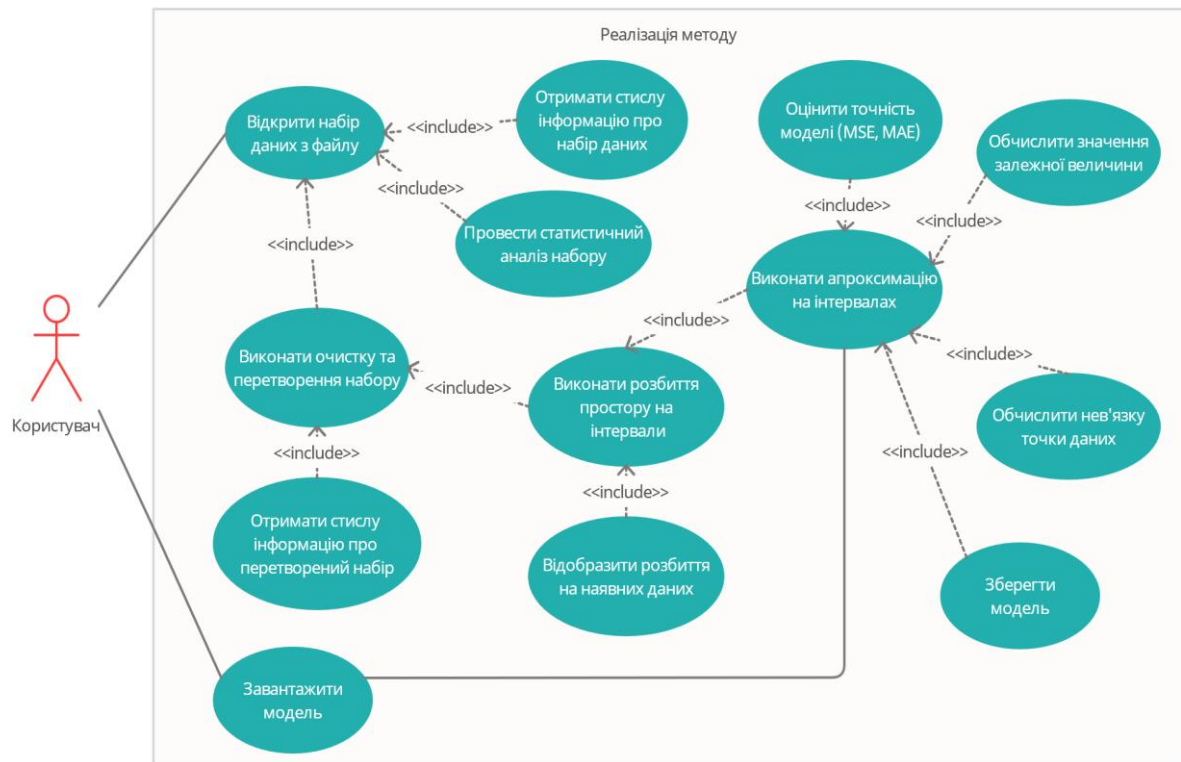 Реалізація методу
Відкрити набір
даних з файлу
<<include>>
Отримати стислу
інформацію про
набір даних
Оцінити точність
моделі (MSE, MAE)
Обчислити значення
залежної величини
<<include>>
<<include>>
<<include>>
<<include>>
Провести статистичний
аналіз набору
Виконати апроксимацію
на інтервалах
<<include>>
Користувач
Виконати очистку та
перетворення набору
<<include>>
Виконати розбиття
простору на
інтервали
<<include>>
Обчислити нев'язку
точки даних
<<include>>
<<include>>
<<include>>
Отримати стислу
інформацію про
перетворений набір
Відобразити розбиття
на наявних даних
Зберегти
модель
Завантажити
модель